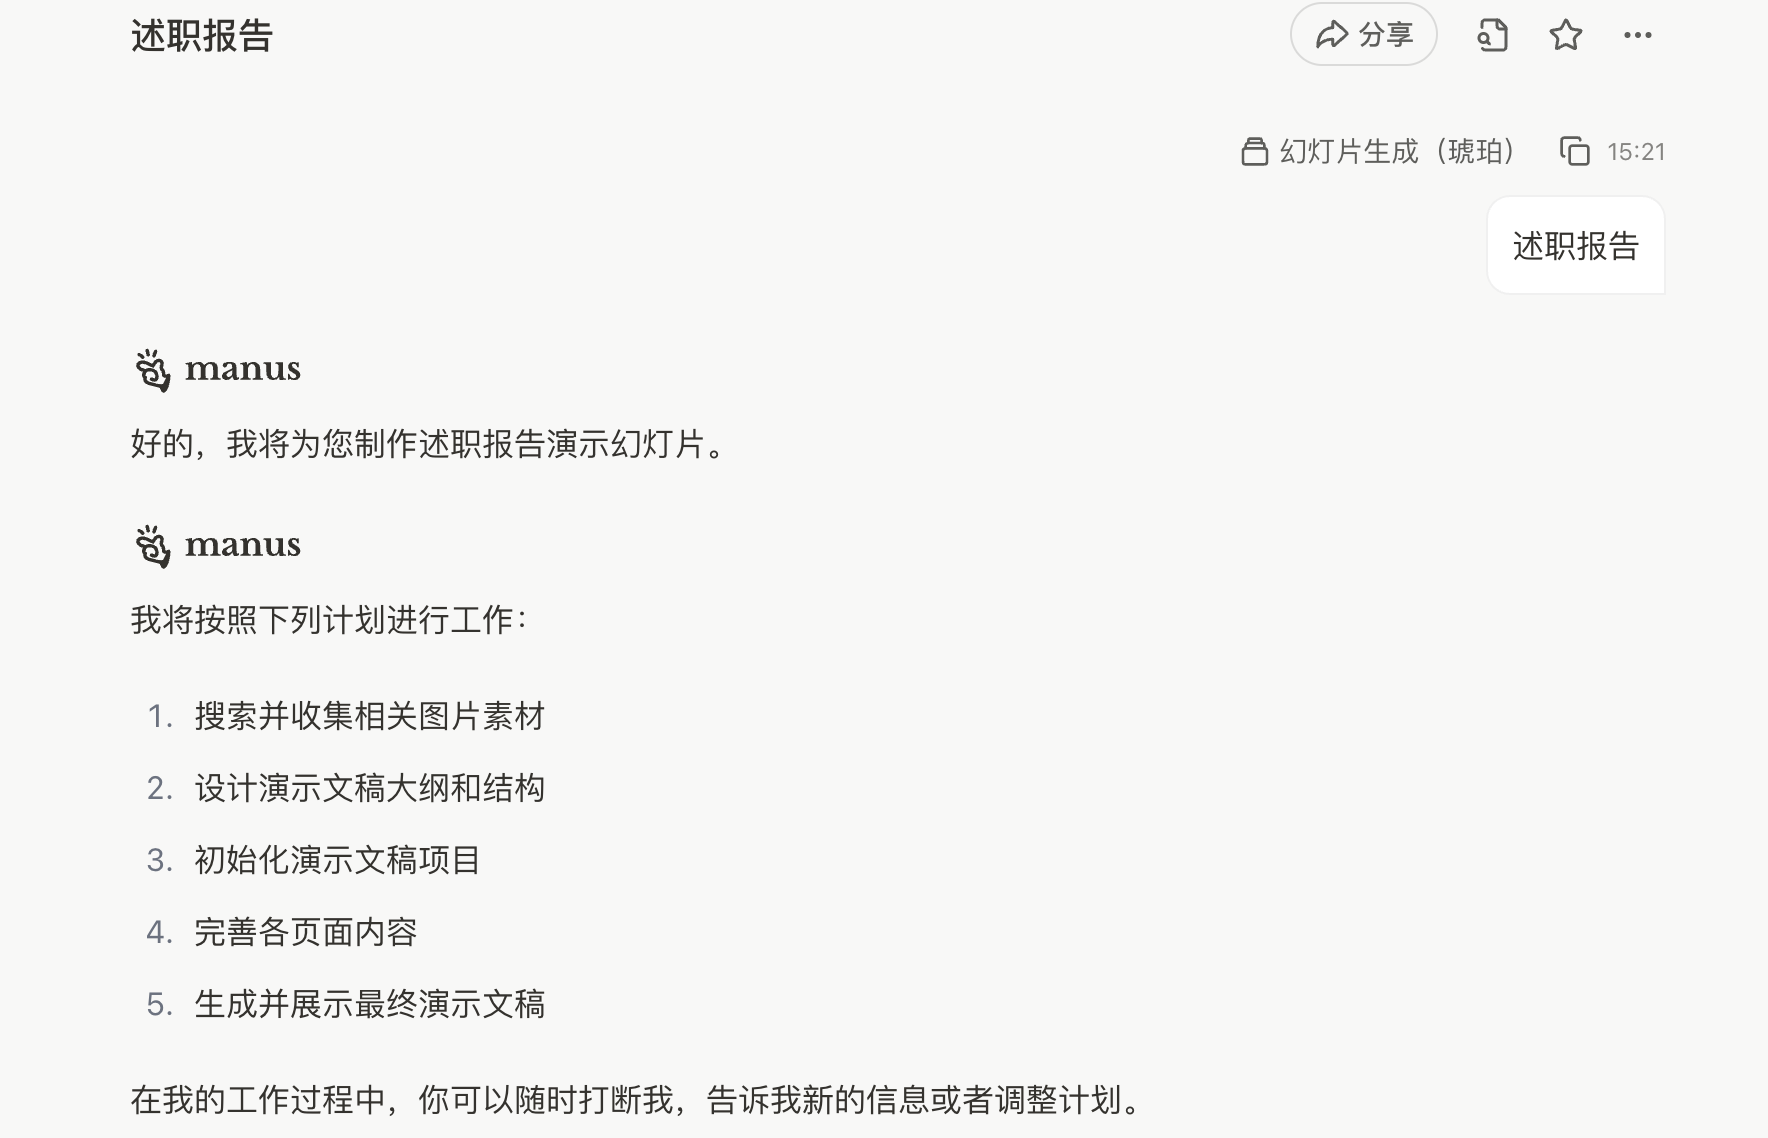 述职报告
分享
幻灯片生成（琥珀）
15:21
述职报告
manus
好的，我将为您制作述职报告演示幻灯片。
manus
我将按照下列计划进行工作：
1. 搜索并收集相关图片素材
2. 设计演示文稿大纲和结构
3. 初始化演示文稿项目
4. 完善各页面内容
5. 生成并展示最终演示文稿
在我的工作过程中，你可以随时打断我，告诉我新的信息或者调整计划。